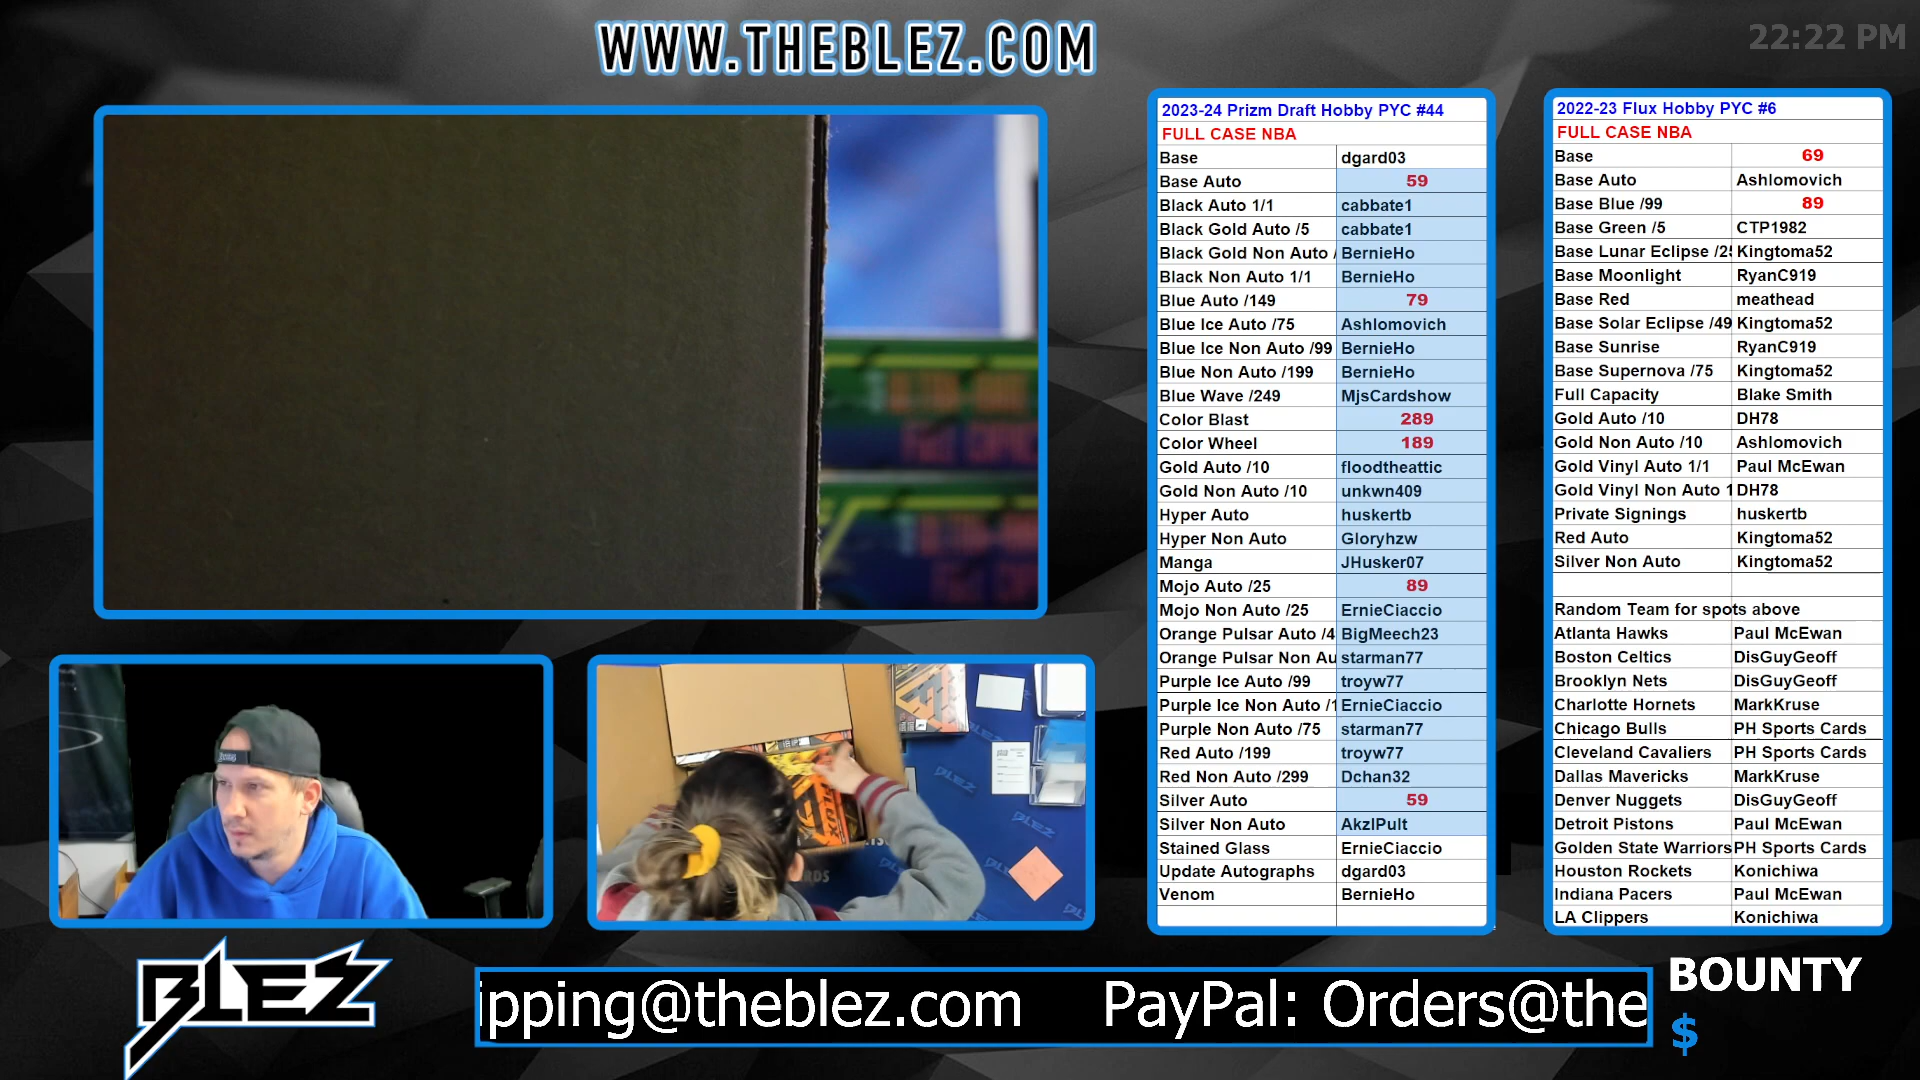 WWW.THEBLEZ.COM
22:22 PM
2023-24 Prizm Draft Hobby PYC #44
FULL CASE NBA
Base dgard03
Base Auto 59
Black Auto 1/1 cabbate1
Black Gold Auto /5 cabbate1
Black Gold Non Auto / BernieHo
Black Non Auto 1/1 BernieHo
Blue Auto /149 79
Blue Ice Auto /75 Ashlomovich
Blue Ice Non Auto /99 BernieHo
Blue Non Auto /199 BernieHo
Blue Wave /249 MjsCardshow
Color Blast 289
Color Wheel 189
Gold Auto /10 floodtheattic
Gold Non Auto /10 unkwn409
Hyper Auto huskertb
Hyper Non Auto Gloryhzw
Manga JHusker07
Mojo Auto /25 89
Mojo Non Auto /25 ErnieCiaccio
Orange Pulsar Auto /4 BigMeech23
Orange Pulsar Non Au starman77
Purple Ice Auto /99 troyw77
Purple Ice Non Auto /1 ErnieCiaccio
Purple Non Auto /75 starman77
Red Auto /199 troyw77
Red Non Auto /299 Dchan32
Silver Auto 59
Silver Non Auto AkzlPult
Stained Glass ErnieCiaccio
Update Autographs dgard03
Venom BernieHo
2022-23 Flux Hobby PYC #6
FULL CASE NBA
Base 69
Base Auto Ashlomovich
Base Blue /99 89
Base Green /5 CTP1982
Base Lunar Eclipse /25 Kingtoma52
Base Moonlight RyanC919
Base Red meathead
Base Solar Eclipse /49 Kingtoma52
Base Sunrise RyanC919
Base Supernova /75 Kingtoma52
Full Capacity Blake Smith
Gold Auto /10 DH78
Gold Non Auto /10 Ashlomovich
Gold Vinyl Auto 1/1 Paul McEwan
Gold Vinyl Non Auto 1 DH78
Private Signings huskertb
Red Auto Kingtoma52
Silver Non Auto Kingtoma52
Random Team for spots above
Atlanta Hawks Paul McEwan
Boston Celtics DisGuyGeoff
Brooklyn Nets DisGuyGeoff
Charlotte Hornets MarkKruse
Chicago Bulls PH Sports Cards
Cleveland Cavaliers PH Sports Cards
Dallas Mavericks MarkKruse
Denver Nuggets DisGuyGeoff
Detroit Pistons Paul McEwan
Golden State Warriors PH Sports Cards
Houston Rockets Konichiwa
Indiana Pacers Paul McEwan
LA Clippers Konichiwa
FLUX
BLEZ
BLEZ
BLEZ
BLEZ
ipping@theblez.com PayPal: Orders@the
BOUNTY
$